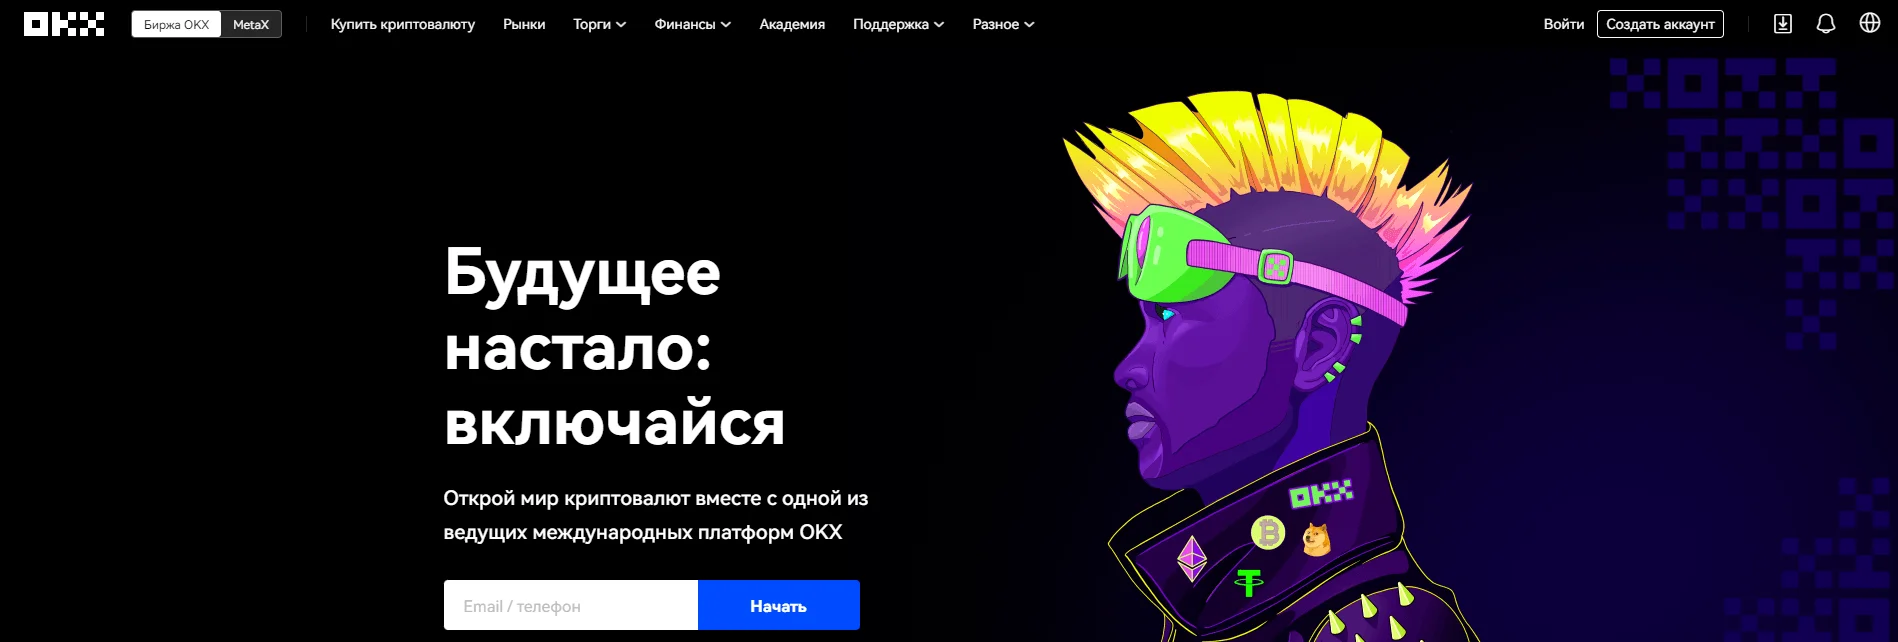 OKX
Биржа OKX
MetaX
Купить криптовалюту
Рынки
Торги
Финансы
Академия
Поддержка
Разное
Войти
Создать аккаунт
Будущее
настало:
включайся
Открой мир криптовалют вместе с одной из
ведущих международных платформ OKX
Email / телефон
Начать
OKX